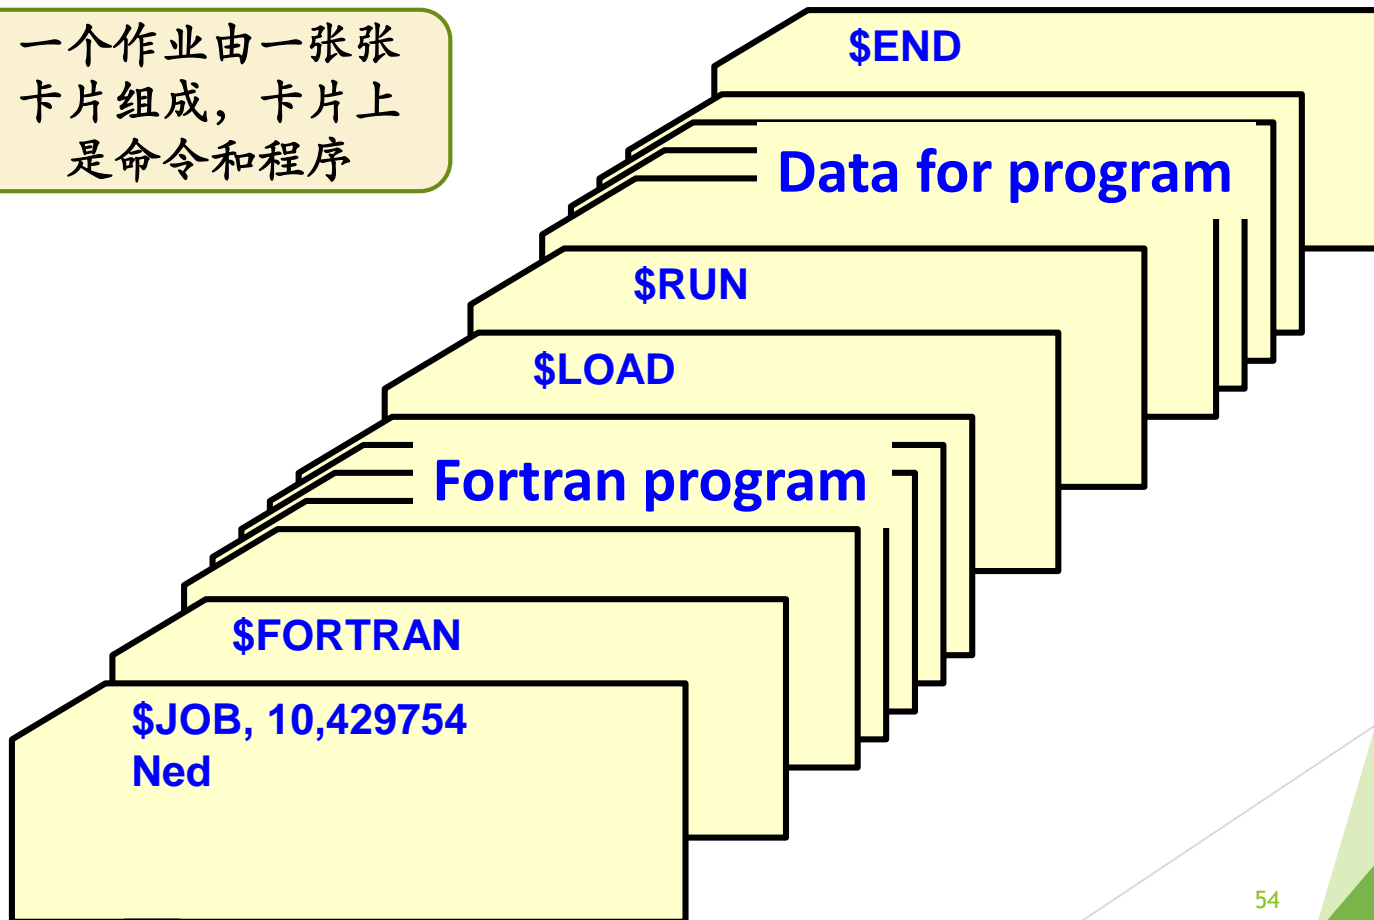 一个作业由一张张
卡片组成，卡片上
是命令和程序
$END
Data for program
$RUN
$LOAD
Fortran program
$FORTRAN
$JOB, 10,429754
Ned
54